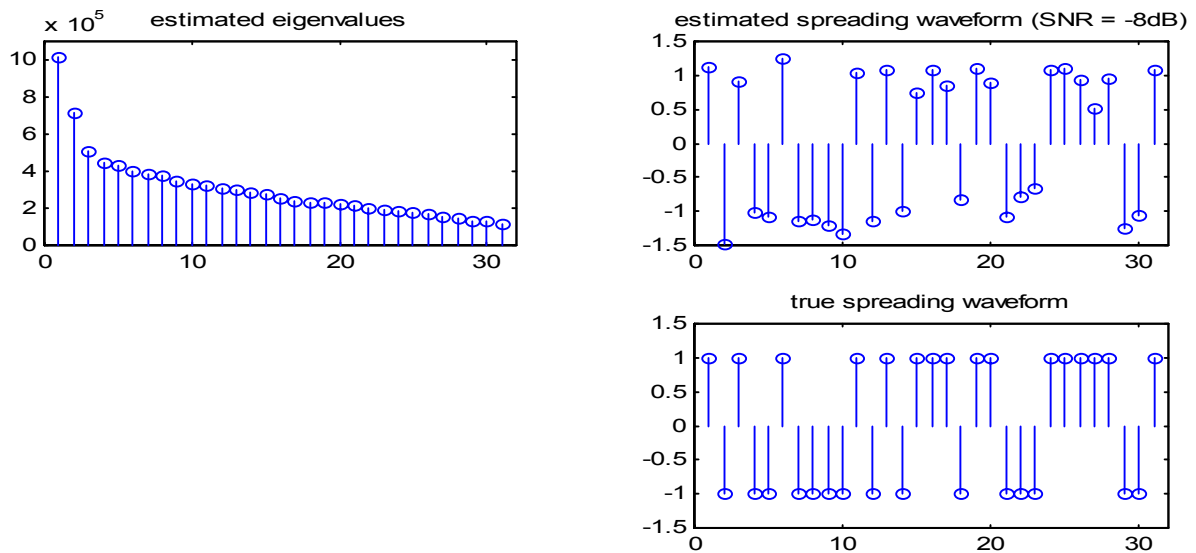 estimated eigenvalues
x 10^5
10
8
6
4
2
0
0 10 20 30
estimated spreading waveform (SNR = -8dB)
1.5
1
0.5
0
-0.5
-1
-1.5
0 10 20 30
true spreading waveform
1.5
1
0.5
0
-0.5
-1
-1.5
0 10 20 30